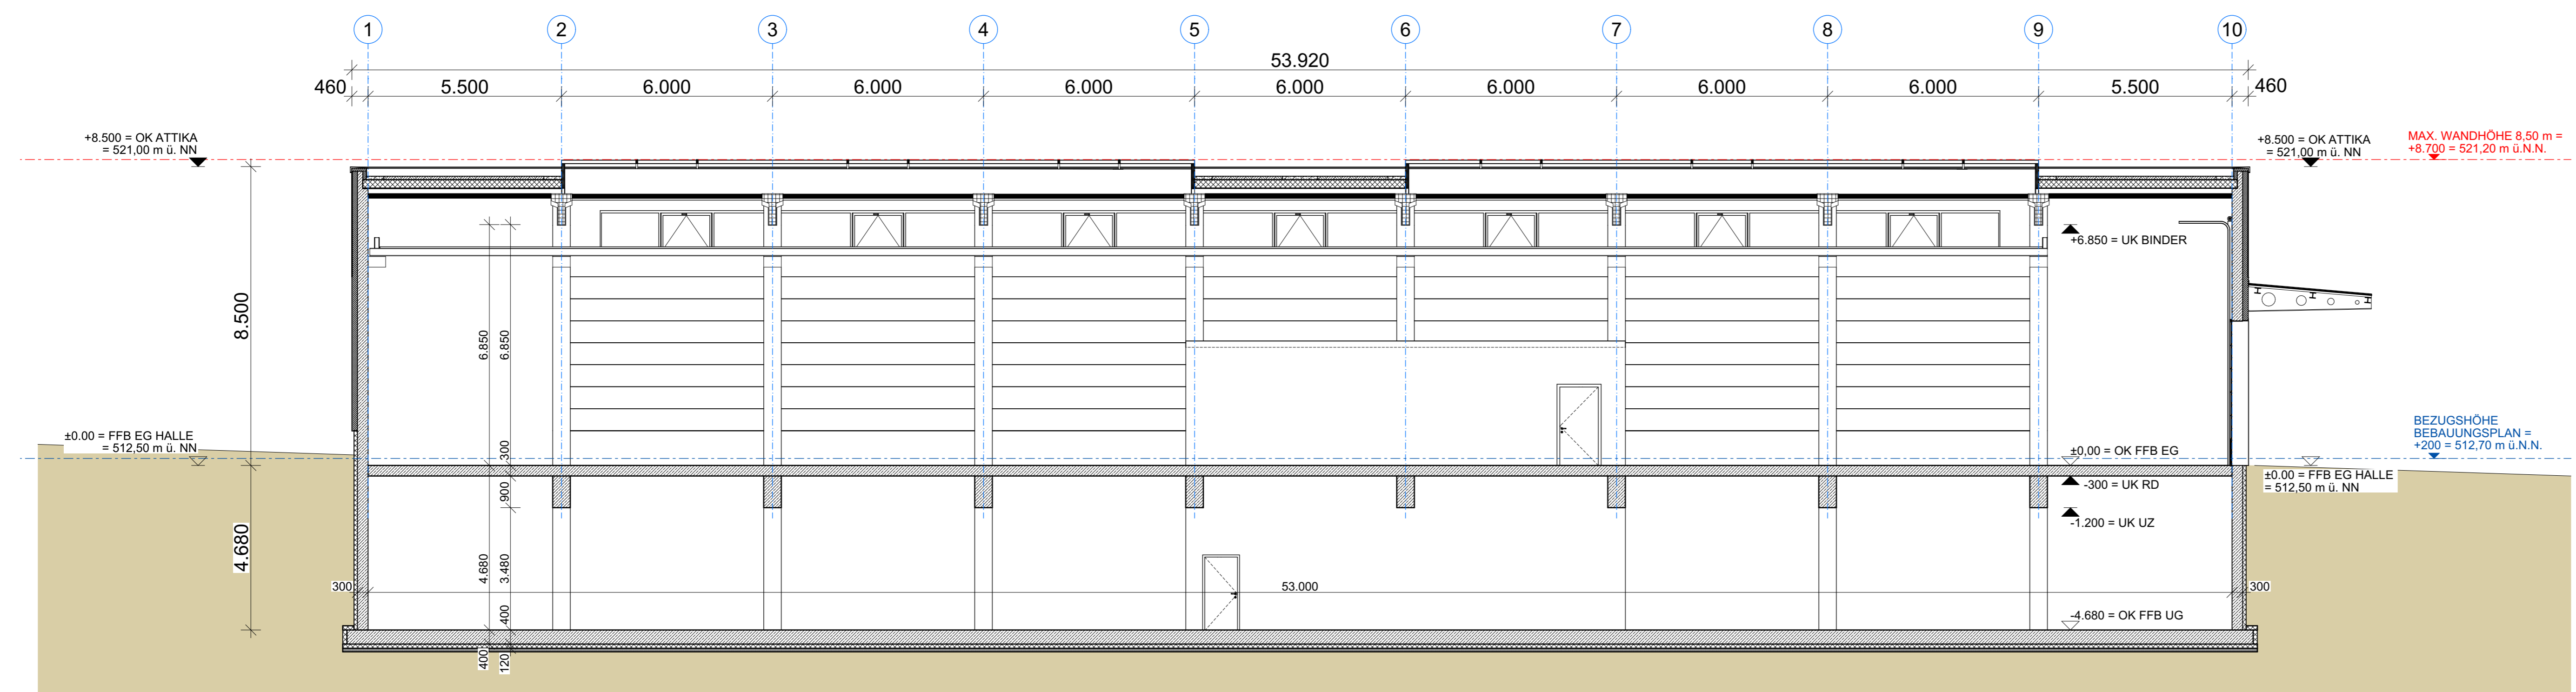 1 2 3 4 5 6 7 8 9 10
53.920
460 5.500 6.000 6.000 6.000 6.000 6.000 6.000 6.000 5.500 460
+8.500 = OK ATTIKA
= 521,00 m ü. NN
+8.500 = OK ATTIKA
= 521,00 m ü. NN
MAX. WANDHÖHE 8,50 m =
+8.700 = 521,20 m ü.N.N.
+6.850 = UK BINDER
8.500
6.850
6.850
±0.00 = FFB EG HALLE
= 512,50 m ü. NN
300
±0,00 = OK FFB EG
BEZUGSHÖHE
BEBAUUNGSPLAN =
+200 = 512,70 m ü.N.N.
±0.00 = FFB EG HALLE
= 512,50 m ü. NN
900
-300 = UK RD
-1.200 = UK UZ
4.680
4.680
3.480
300
53.000
300
400
-4.680 = OK FFB UG
400
120